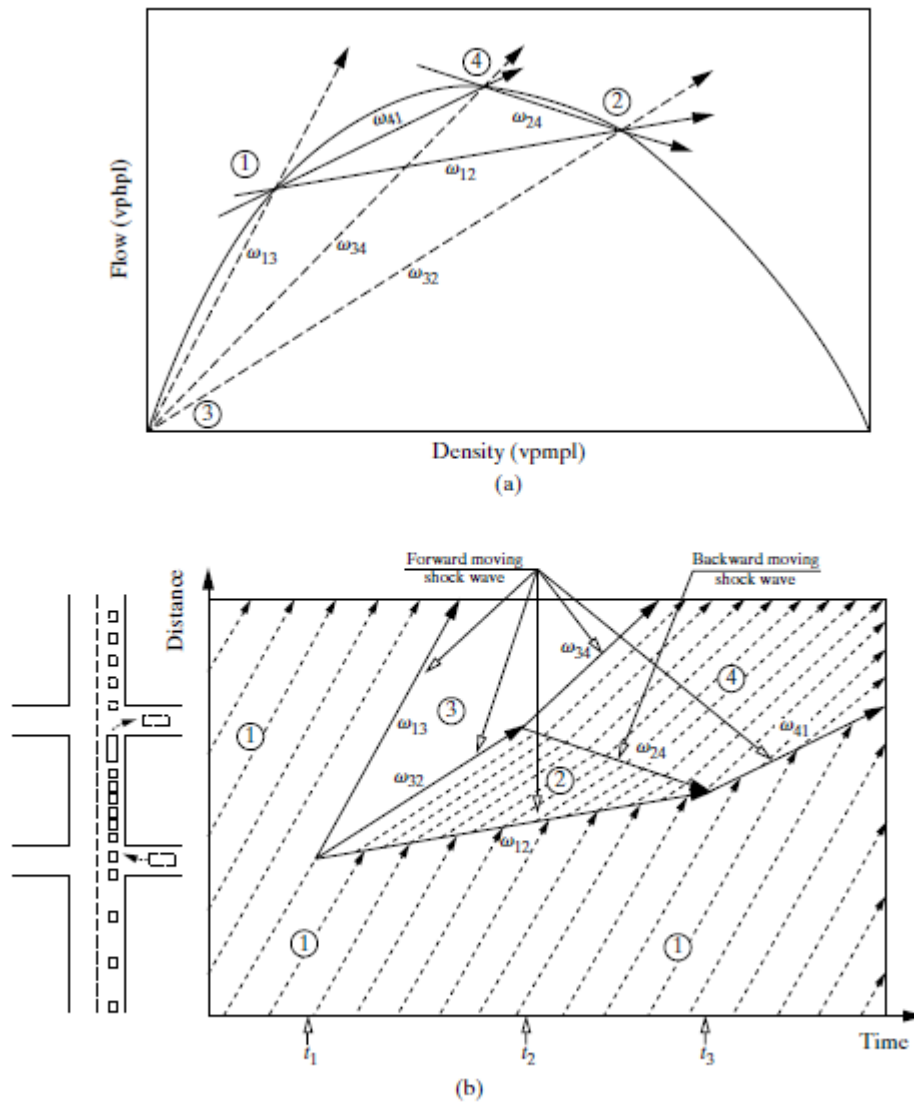 ④
②
ω41
ω24
①
ω12
Flow (vphpl)
ω13
ω34
ω32
③
Density (vpmpl)
(a)
Forward moving
shock wave
Backward moving
shock wave
Distance
ω34
④
③
①
ω13
ω41
ω24
ω32
②
ω12
①
①
t1
t2
t3
Time
(b)